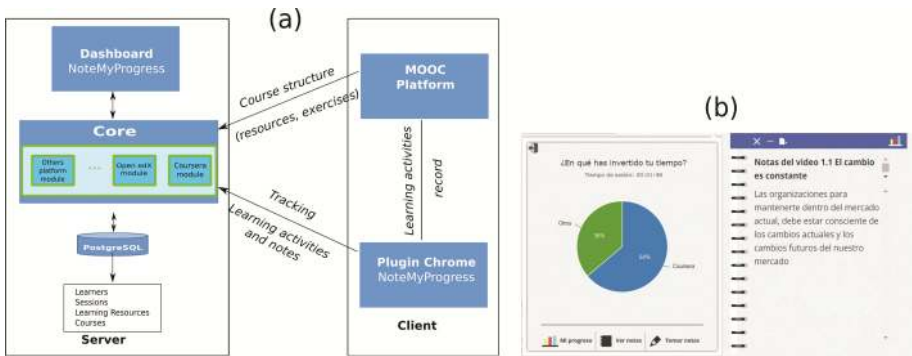 (a)
Dashboard
NoteMyProgress
Core
Others
platform
module
...
Open edX
module
Coursera
module
PostgreSQL
Learners
Sessions
Learning Resources
Courses
Server
Course structure
(resources, exercises)
Tracking
Learning activities
and notes
MOOC
Platform
Learning activities
record
Plugin Chrome
NoteMyProgress
Client
(b)
¿En qué has invertido tu tiempo?
Tiempo de sesión:
Otros
36%
Coursera
Mi progreso
Ver notas
Tomar notas
Notas del video 1.1 El cambio
es constante
Las organizaciones para
mantenerte dentro del mercado
actual, debe estar consciente de
los cambios actuales y los
cambios futuros del nuestro
mercado